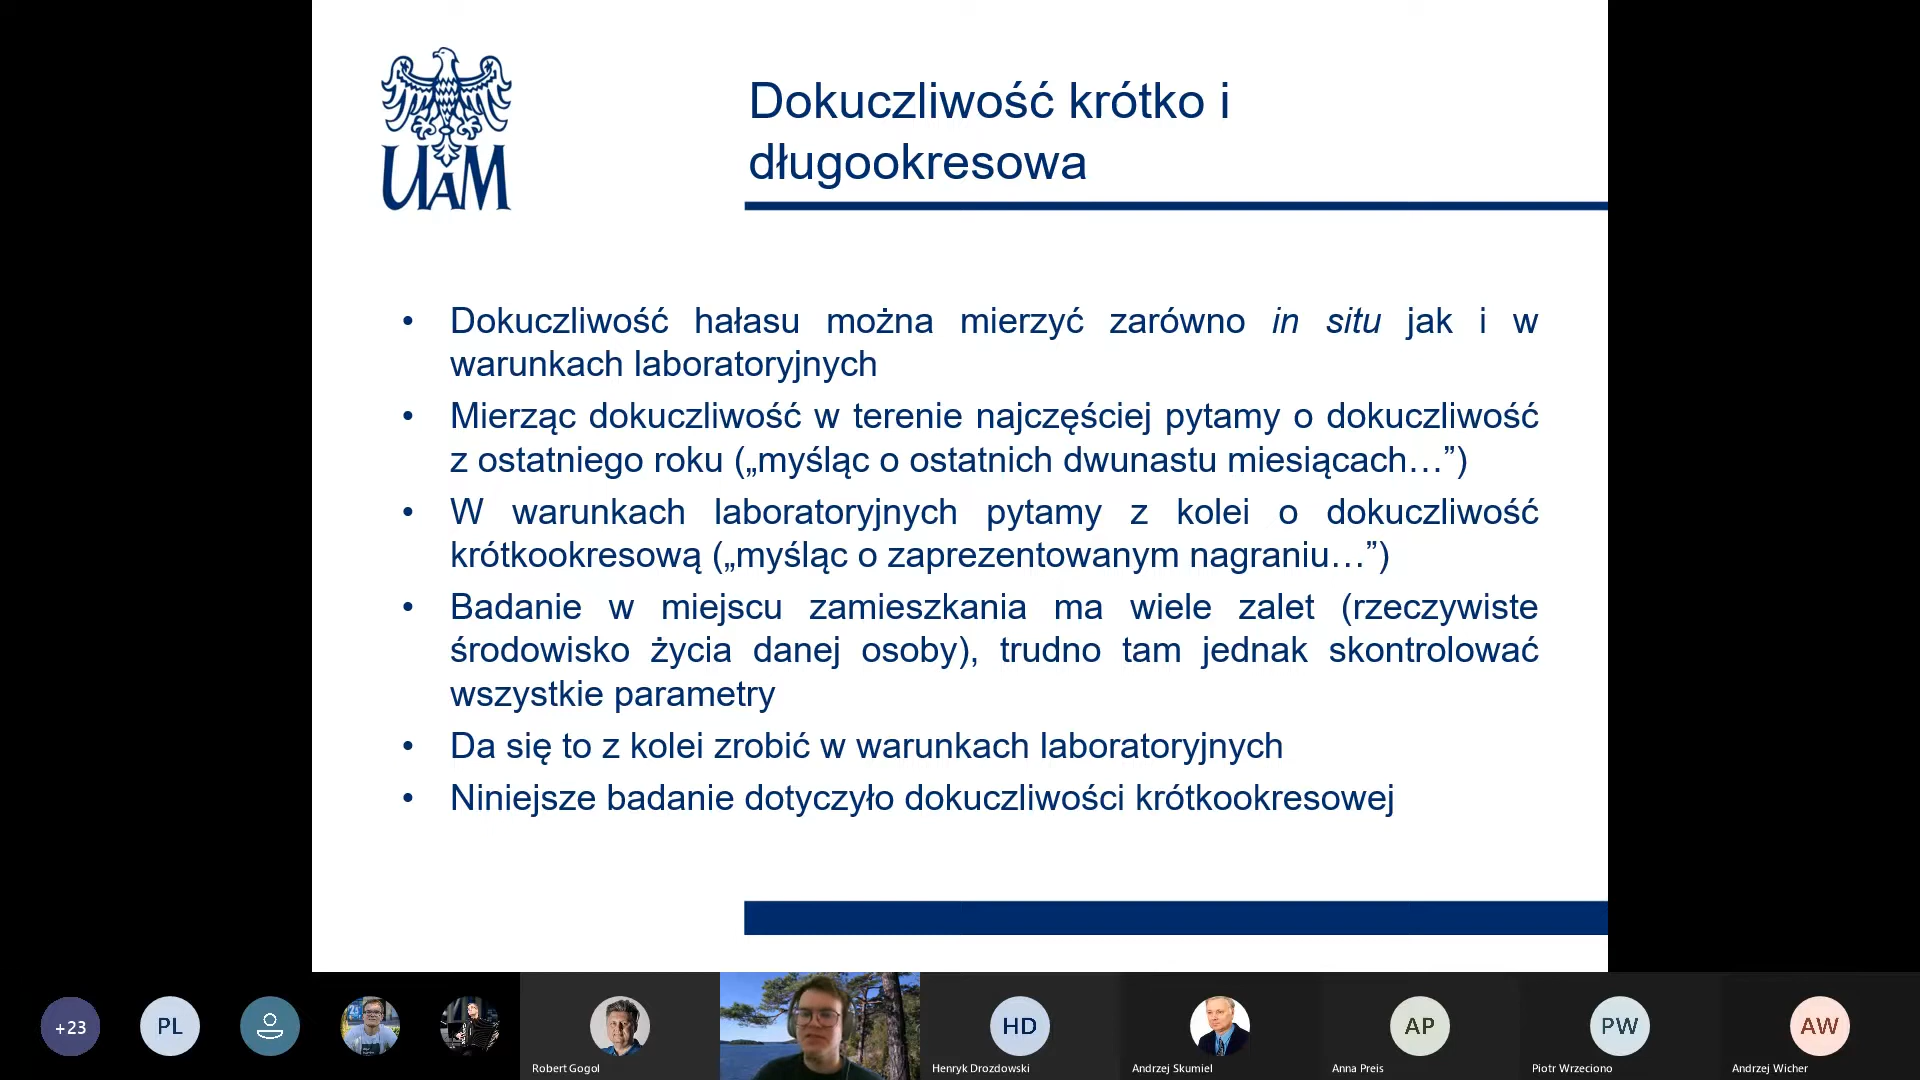 UAM
Dokuczliwość krótko i
długookresowa
• Dokuczliwość hałasu można mierzyć zarówno in situ jak i w
warunkach laboratoryjnych
• Mierząc dokuczliwość w terenie najczęściej pytamy o dokuczliwość
z ostatniego roku („myśląc o ostatnich dwunastu miesiącach…”)
• W warunkach laboratoryjnych pytamy z kolei o dokuczliwość
krótkookresową („myśląc o zaprezentowanym nagraniu…”)
• Badanie w miejscu zamieszkania ma wiele zalet (rzeczywiste
środowisko życia danej osoby), trudno tam jednak skontrolować
wszystkie parametry
• Da się to z kolei zrobić w warunkach laboratoryjnych
• Niniejsze badanie dotyczyło dokuczliwości krótkookresowej
+23 PL HD AP PW AW
Robert Gogol Henryk Drozdowski Andrzej Skumiel Anna Preis Piotr Wrzeciono Andrzej Wicher